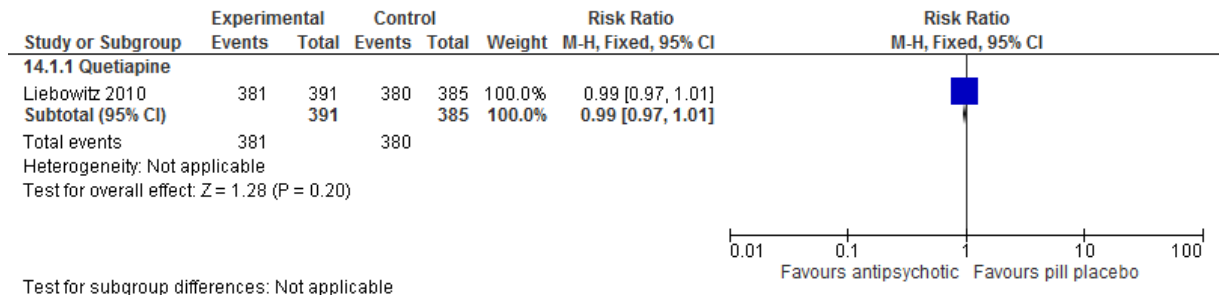 Experimental Control Risk Ratio Risk Ratio
Study or Subgroup Events Total Events Total Weight M-H, Fixed, 95% CI M-H, Fixed, 95% CI
14.1.1 Quetiapine
Liebowitz 2010 381 391 380 385 100.0% 0.99 [0.97, 1.01]
Subtotal (95% CI) 391 385 100.0% 0.99 [0.97, 1.01]
Total events 381 380
Heterogeneity: Not applicable
Test for overall effect: Z = 1.28 (P = 0.20)
0.01 0.1 1 10 100
Favours antipsychotic Favours pill placebo
Test for subgroup differences: Not applicable